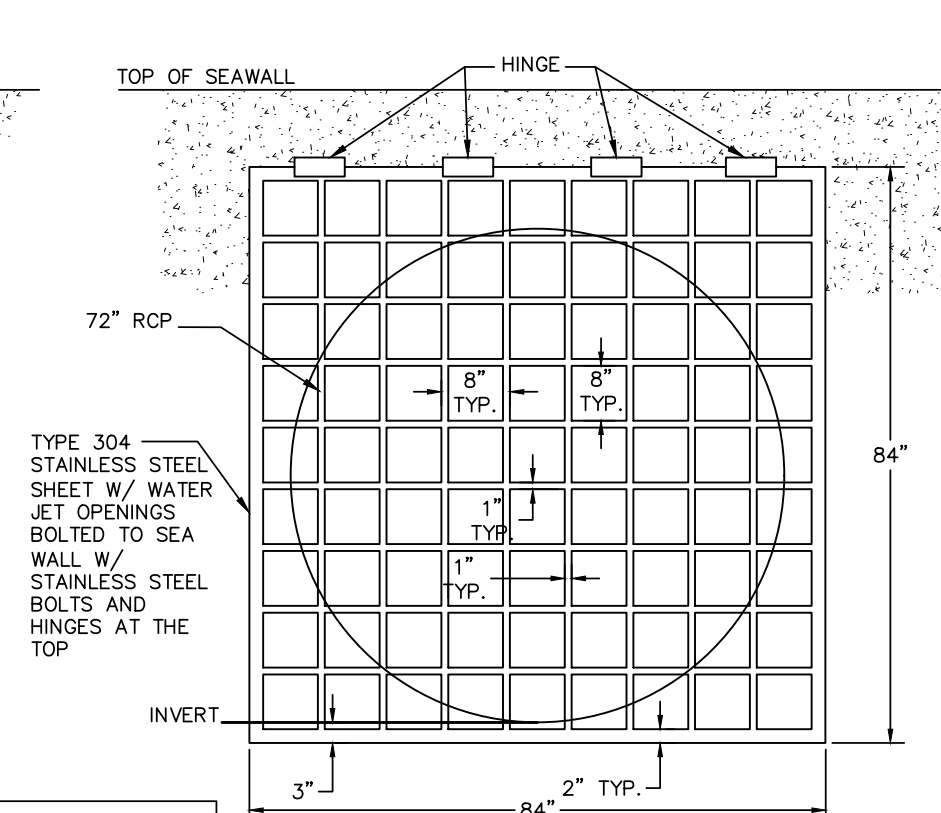 HINGE
TOP OF SEAWALL
72" RCP
8"
TYP.
8"
TYP.
TYPE 304
STAINLESS STEEL
SHEET W/ WATER
JET OPENINGS
BOLTED TO SEA
WALL W/
STAINLESS STEEL
BOLTS AND
HINGES AT THE
TOP
84"
1"
TYP.
1"
TYP.
INVERT
3"
2" TYP.
84"